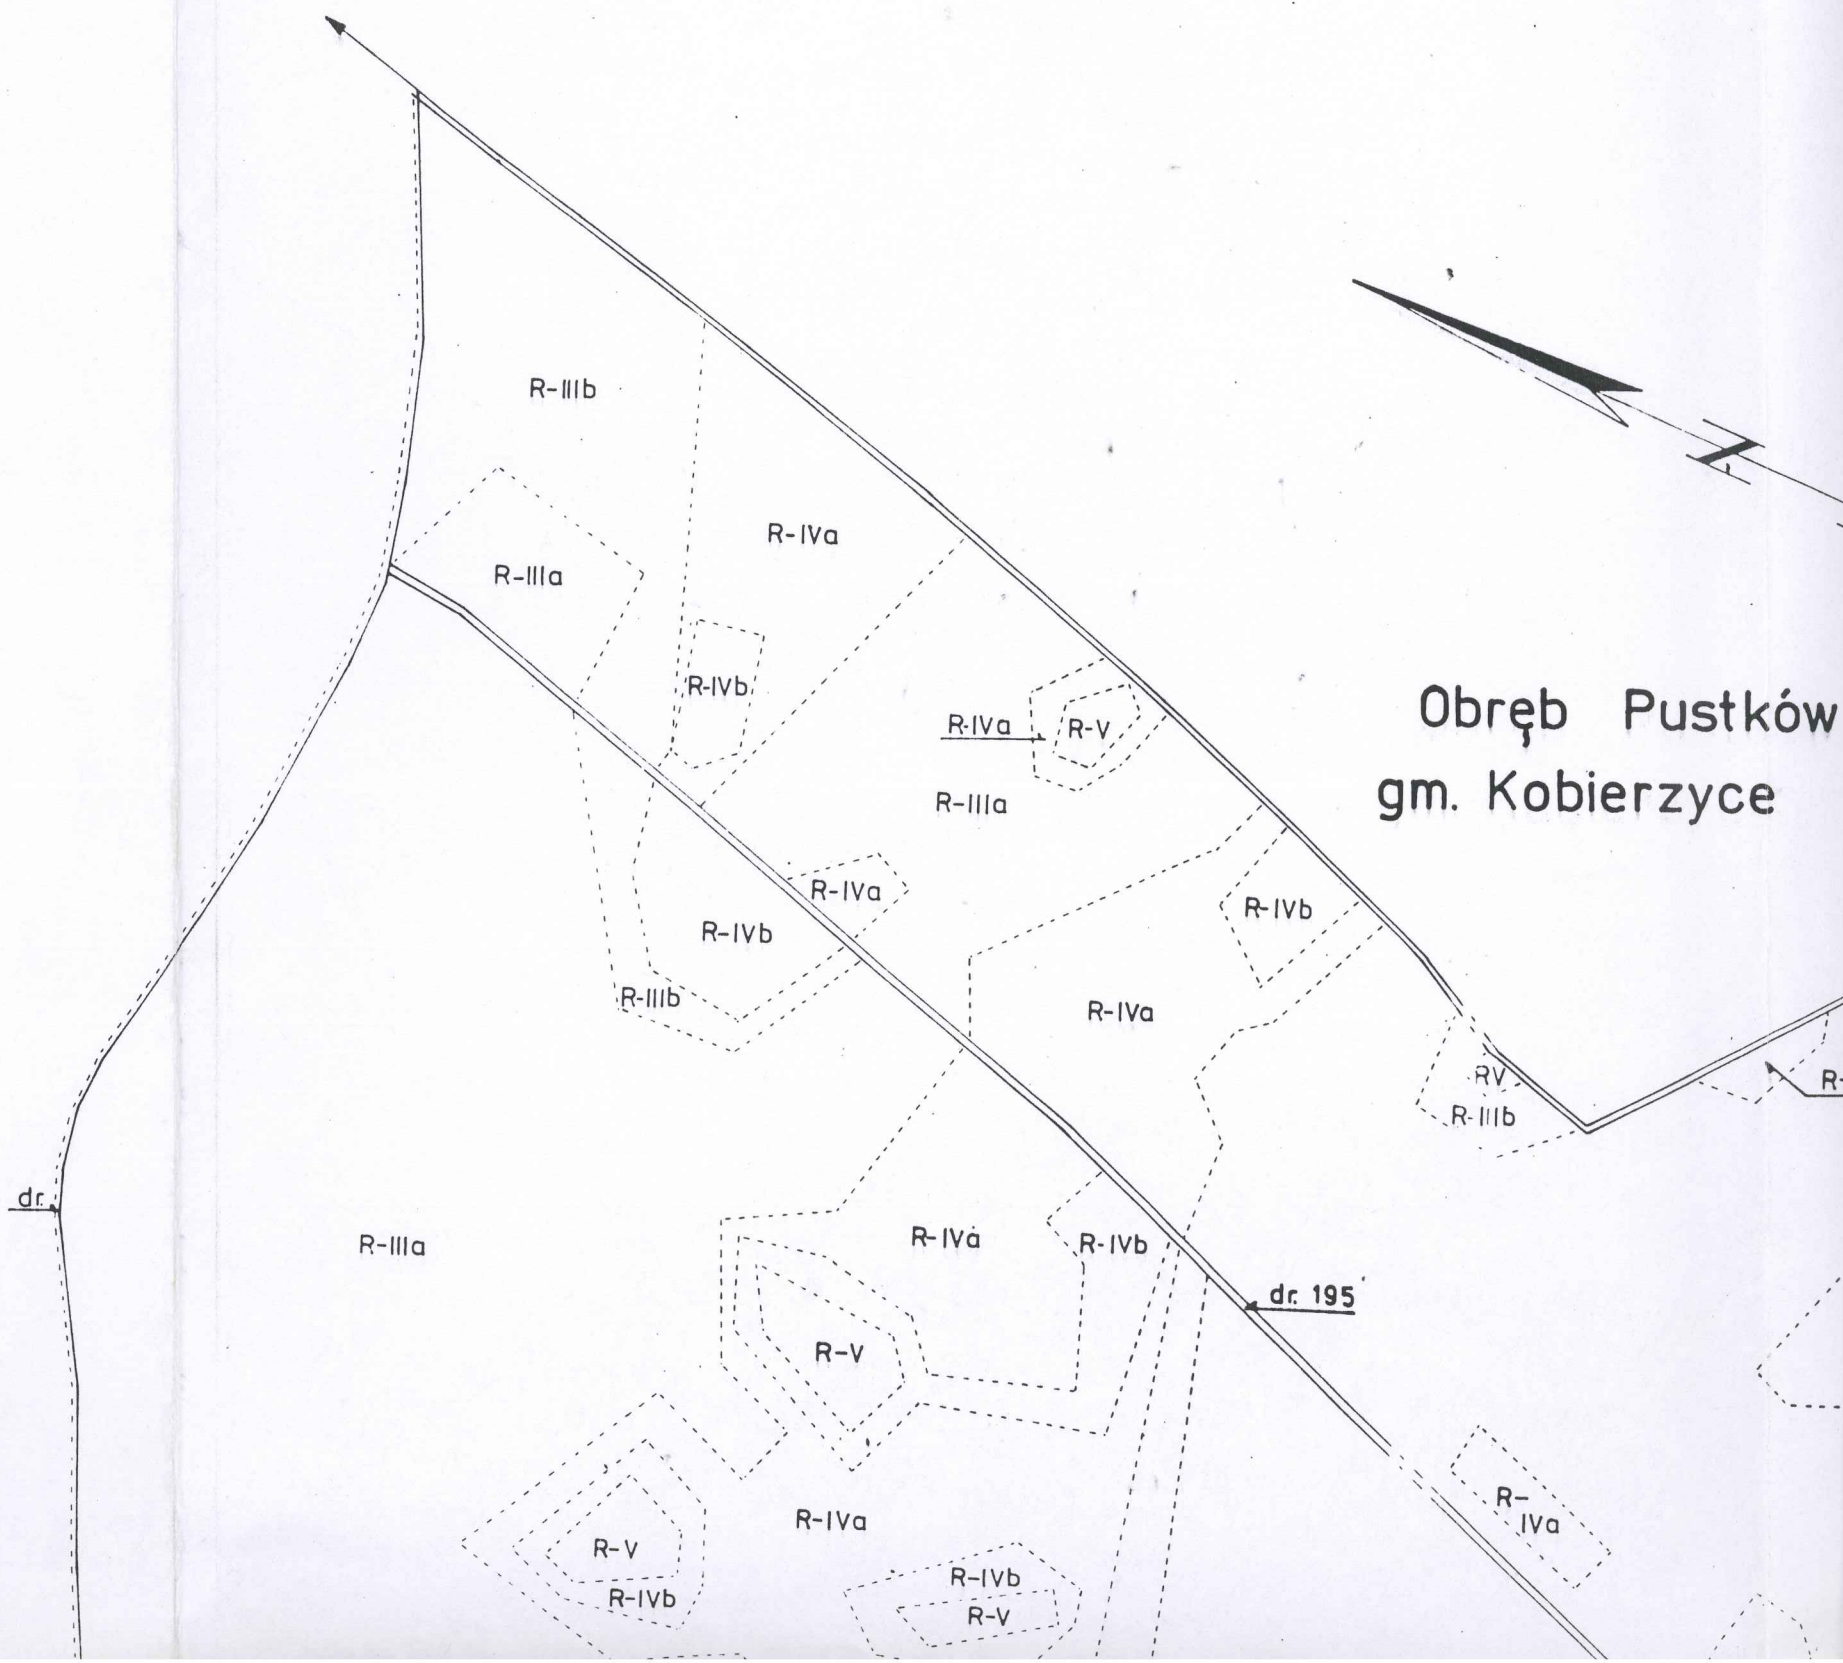 R-IIIb
N
R-IVa
R-IIIa
R-IVb
R-IVa
R-V
Obręb Pustków
gm. Kobierzyce
R-IIIa
R-IVa
R-IVb
R-IVb
R-IIIb
R-IVa
RV
R-
R-IIIb
dr.
R-IIIa
R-IVa
R-IVb
dr. 195
R-V
R-IVa
R-
IVa
R-V
R-IVb
R-IVb
R-V